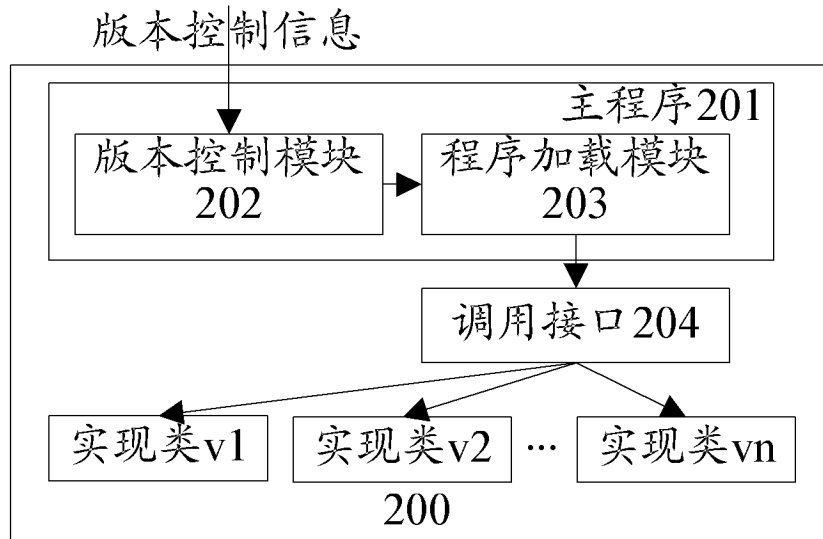 版本控制信息
主程序201
版本控制模块
202
程序加载模块
203
调用接口204
实现类v1
实现类v2
...
实现类vn
200